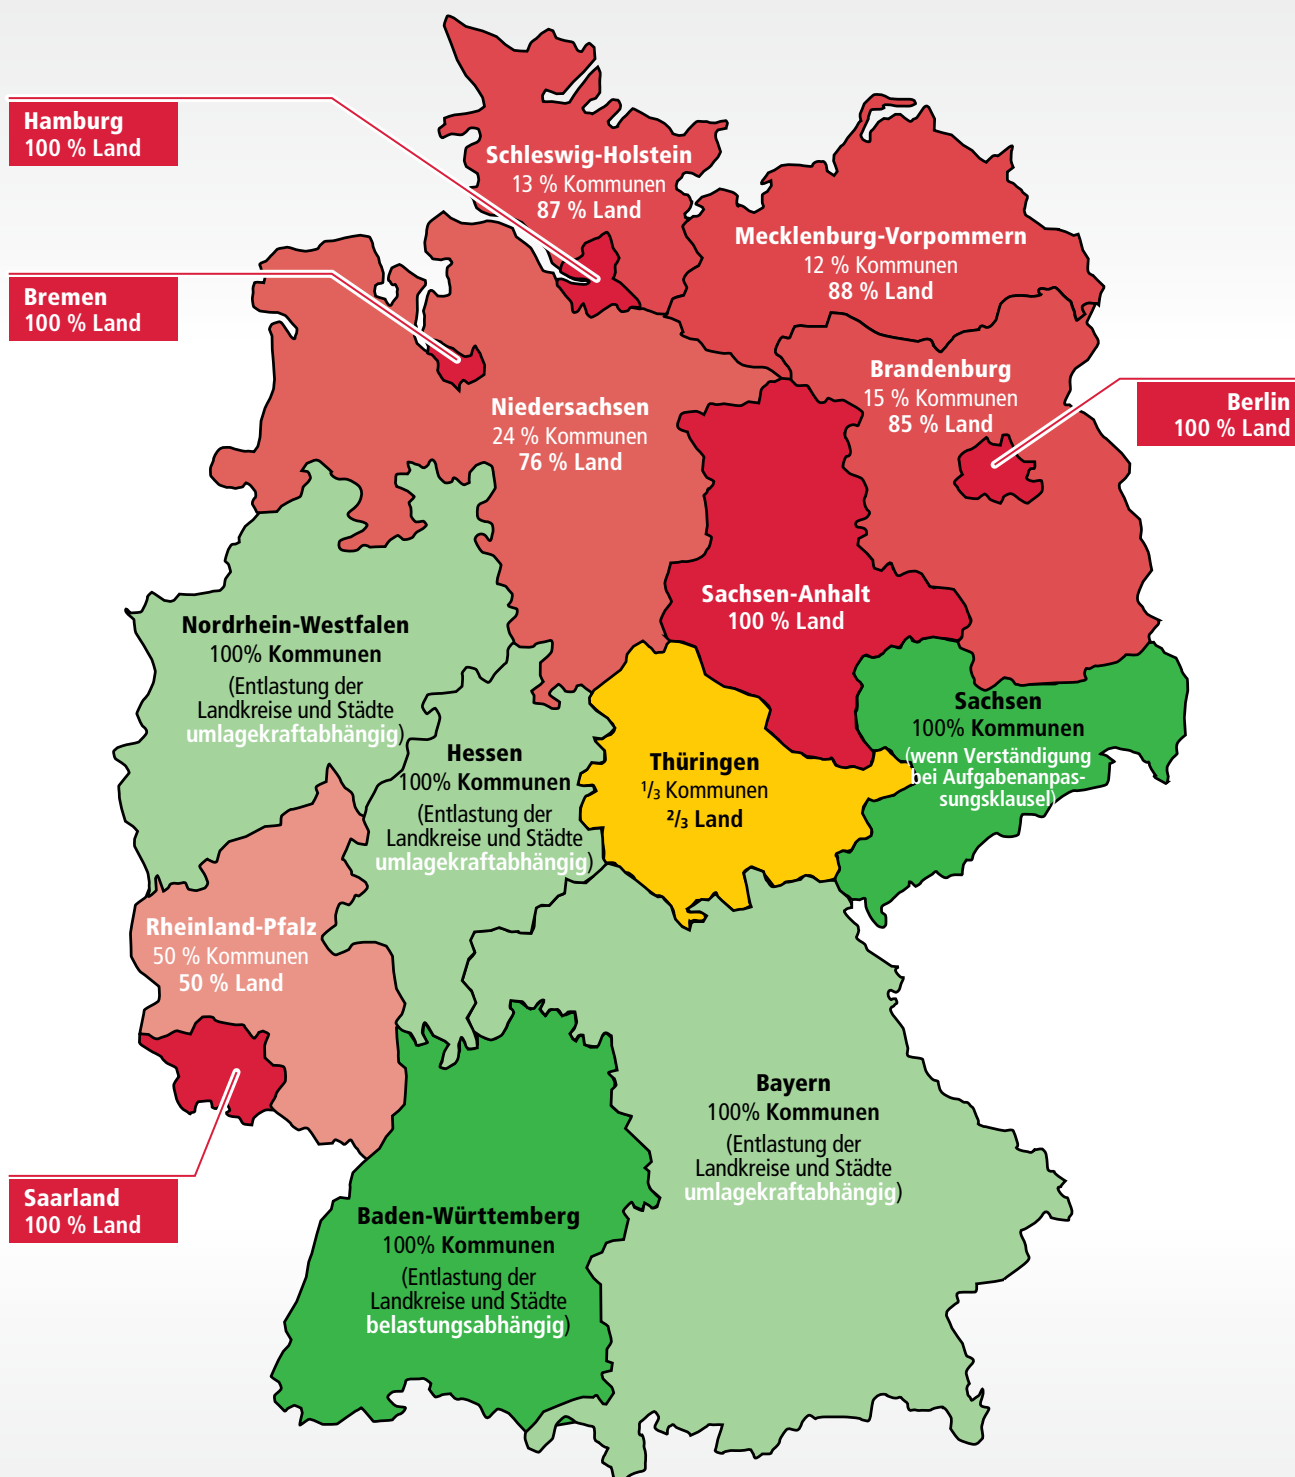 Hamburg
100 % Land
Schleswig-Holstein
13 % Kommunen
87 % Land
Mecklenburg-Vorpommern
12 % Kommunen
88 % Land
Bremen
100 % Land
Brandenburg
15 % Kommunen
85 % Land
Berlin
100 % Land
Niedersachsen
24 % Kommunen
76 % Land
Sachsen-Anhalt
100 % Land
Nordrhein-Westfalen
100% Kommunen
(Entlastung der
Landkreise und Städte
umlagekraftabhängig)
Sachsen
100% Kommunen
(wenn Verständigung
bei Aufgabenanpas-
sungsklausel)
Hessen
100% Kommunen
(Entlastung der
Landkreise und Städte
umlagekraftabhängig)
Thüringen
1/3 Kommunen
2/3 Land
Rheinland-Pfalz
50 % Kommunen
50 % Land
Bayern
100% Kommunen
(Entlastung der
Landkreise und Städte
umlagekraftabhängig)
Saarland
100 % Land
Baden-Württemberg
100% Kommunen
(Entlastung der
Landkreise und Städte
belastungsabhängig)